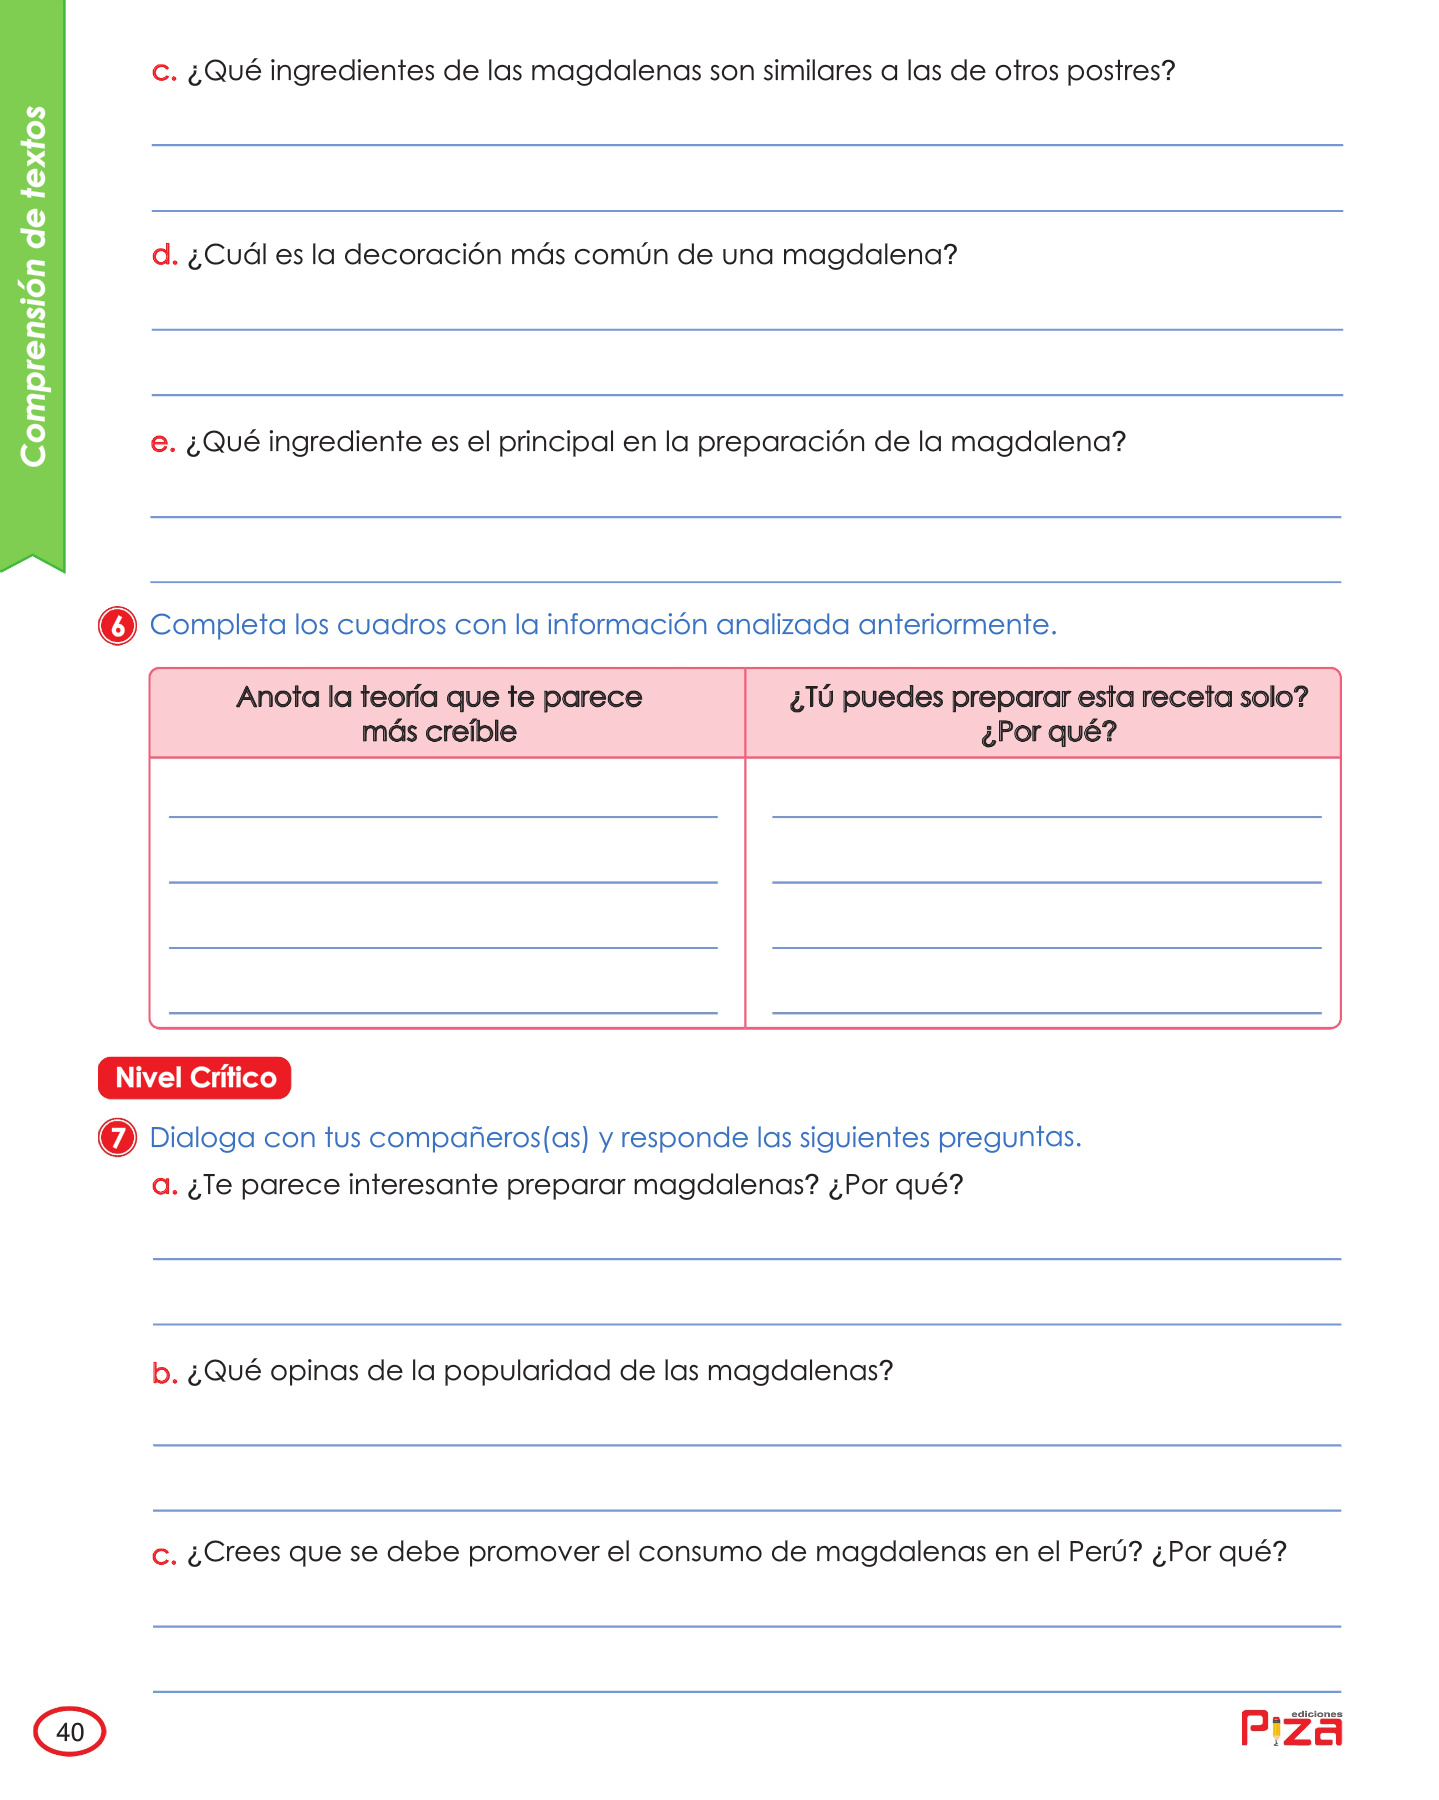 Comprensión de textos
c. ¿Qué ingredientes de las magdalenas son similares a las de otros postres?
d. ¿Cuál es la decoración más común de una magdalena?
e. ¿Qué ingrediente es el principal en la preparación de la magdalena?
6 Completa los cuadros con la información analizada anteriormente.
Anota la teoría que te parece
más creíble
¿Tú puedes preparar esta receta solo?
¿Por qué?
Nivel Crítico
7 Dialoga con tus compañeros(as) y responde las siguientes preguntas.
a. ¿Te parece interesante preparar magdalenas? ¿Por qué?
b. ¿Qué opinas de la popularidad de las magdalenas?
c. ¿Crees que se debe promover el consumo de magdalenas en el Perú? ¿Por qué?
40
ediciones
Piza